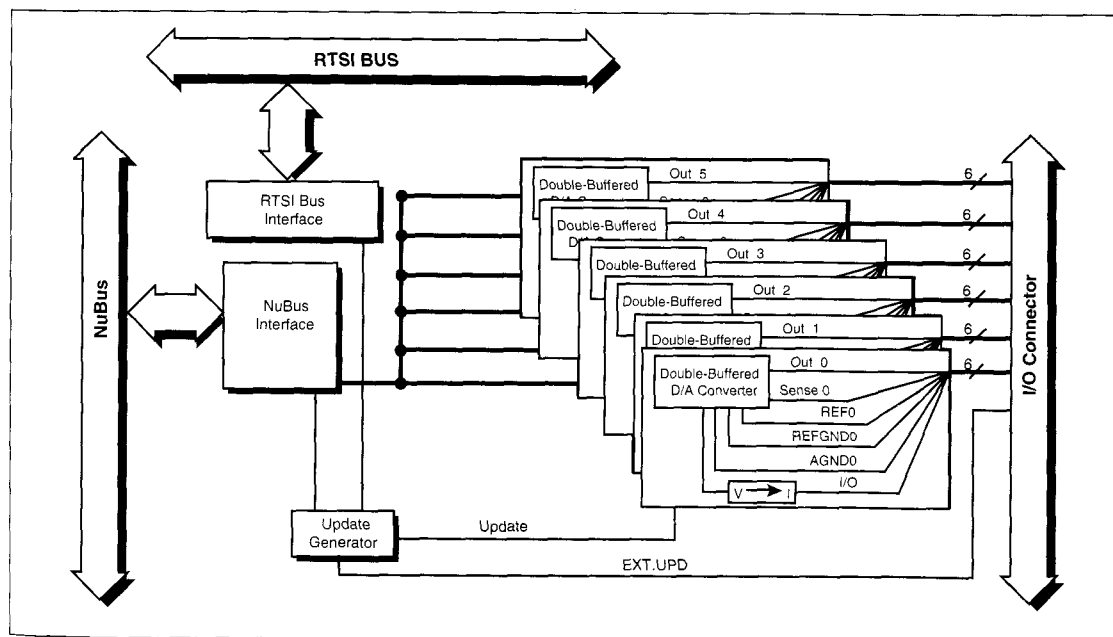 RTSI BUS
NuBus
RTSI Bus
Interface
NuBus
Interface
Double-Buffered
Out 5
6
Double-Buffered
Out 4
6
Double-Buffered
Out 3
6
Double-Buffered
Out 2
6
Double-Buffered
Out 1
6
Double-Buffered
D/A Converter
Out 0
6
Sense 0
REF0
REFGND0
AGND0
I/O
V I
Update
Generator
Update
EXT.UPD
I/O Connector